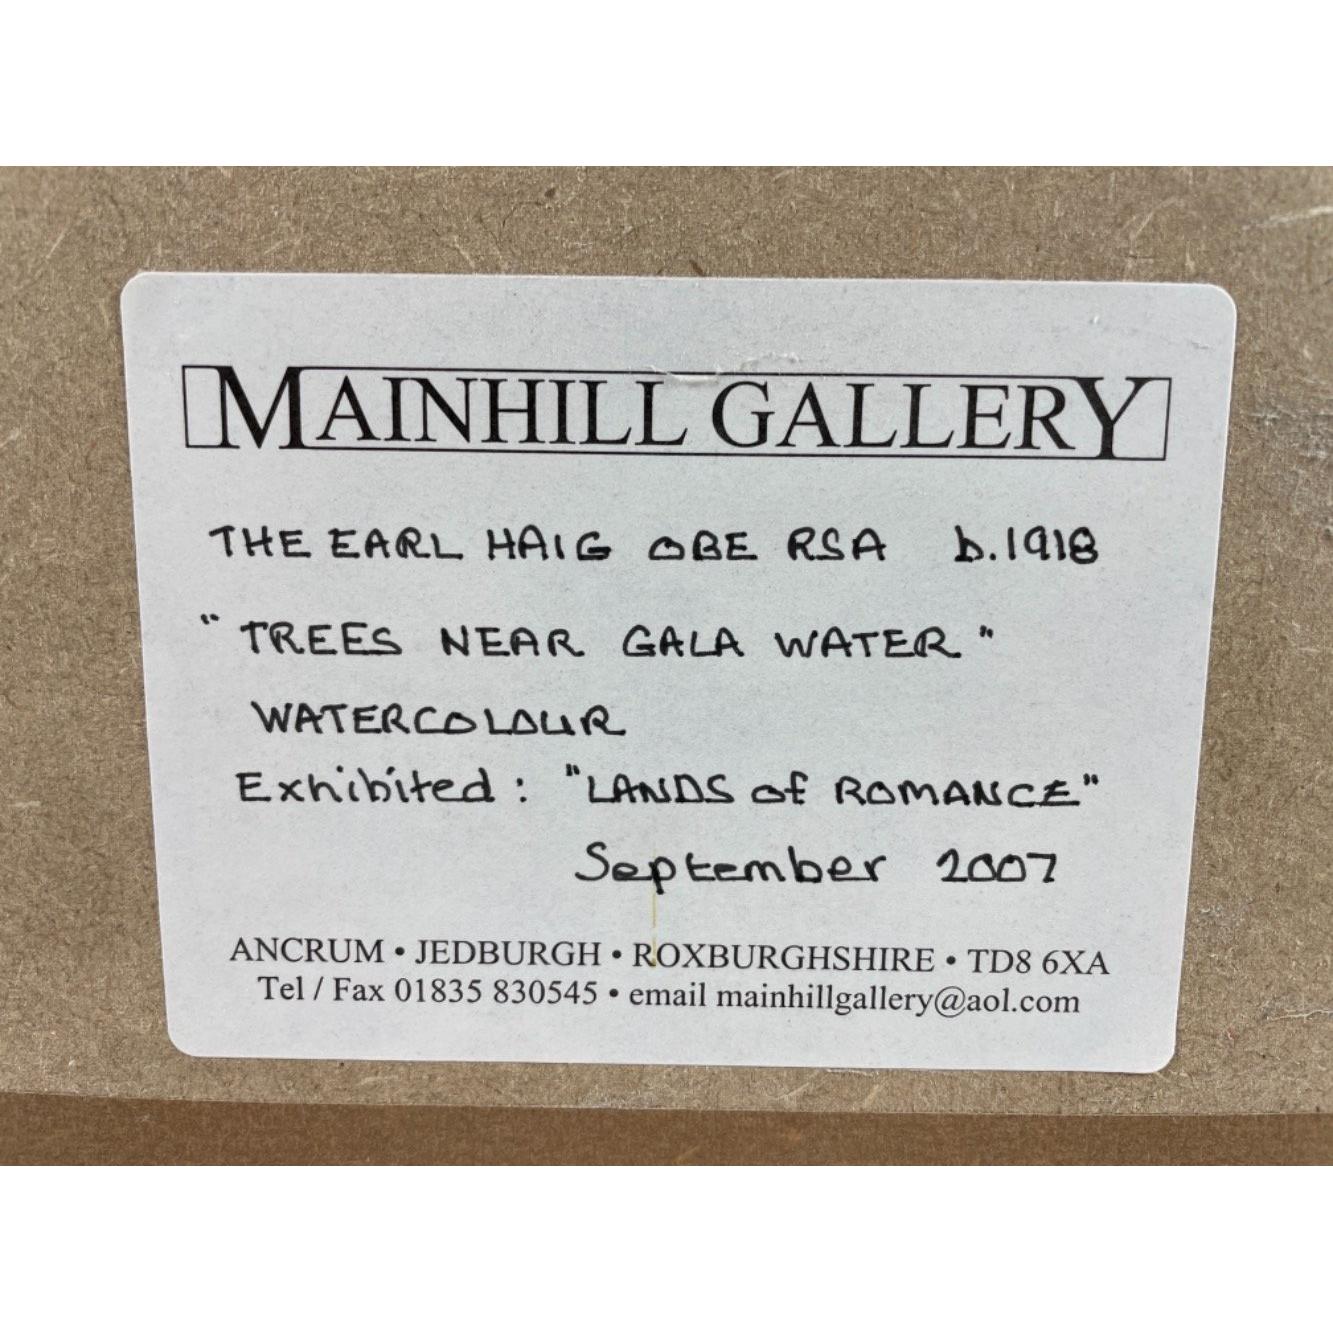 MAINHILL GALLERY
THE EARL HAIG OBE RSA b.1918
"TREES NEAR GALA WATER"
WATERCOLOUR
Exhibited: "LANDS of ROMANCE"
September 2007
ANCRUM • JEDBURGH • ROXBURGHSHIRE • TD8 6XA
Tel / Fax 01835 830545 • email mainhillgallery@aol.com